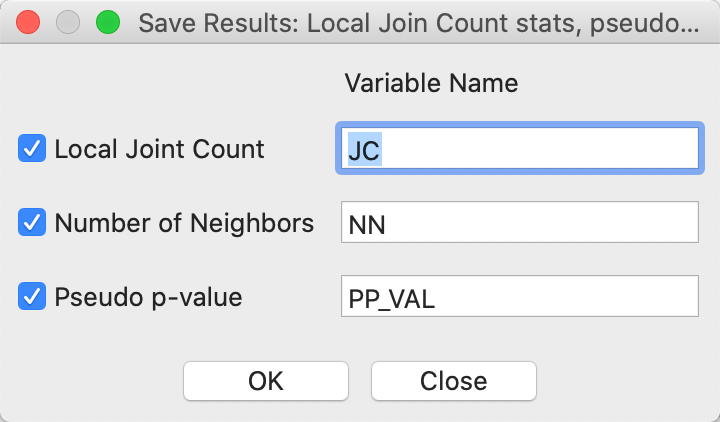 Save Results: Local Join Count stats, pseudo...
Variable Name
Local Joint Count JC
Number of Neighbors NN
Pseudo p-value PP_VAL
OK Close